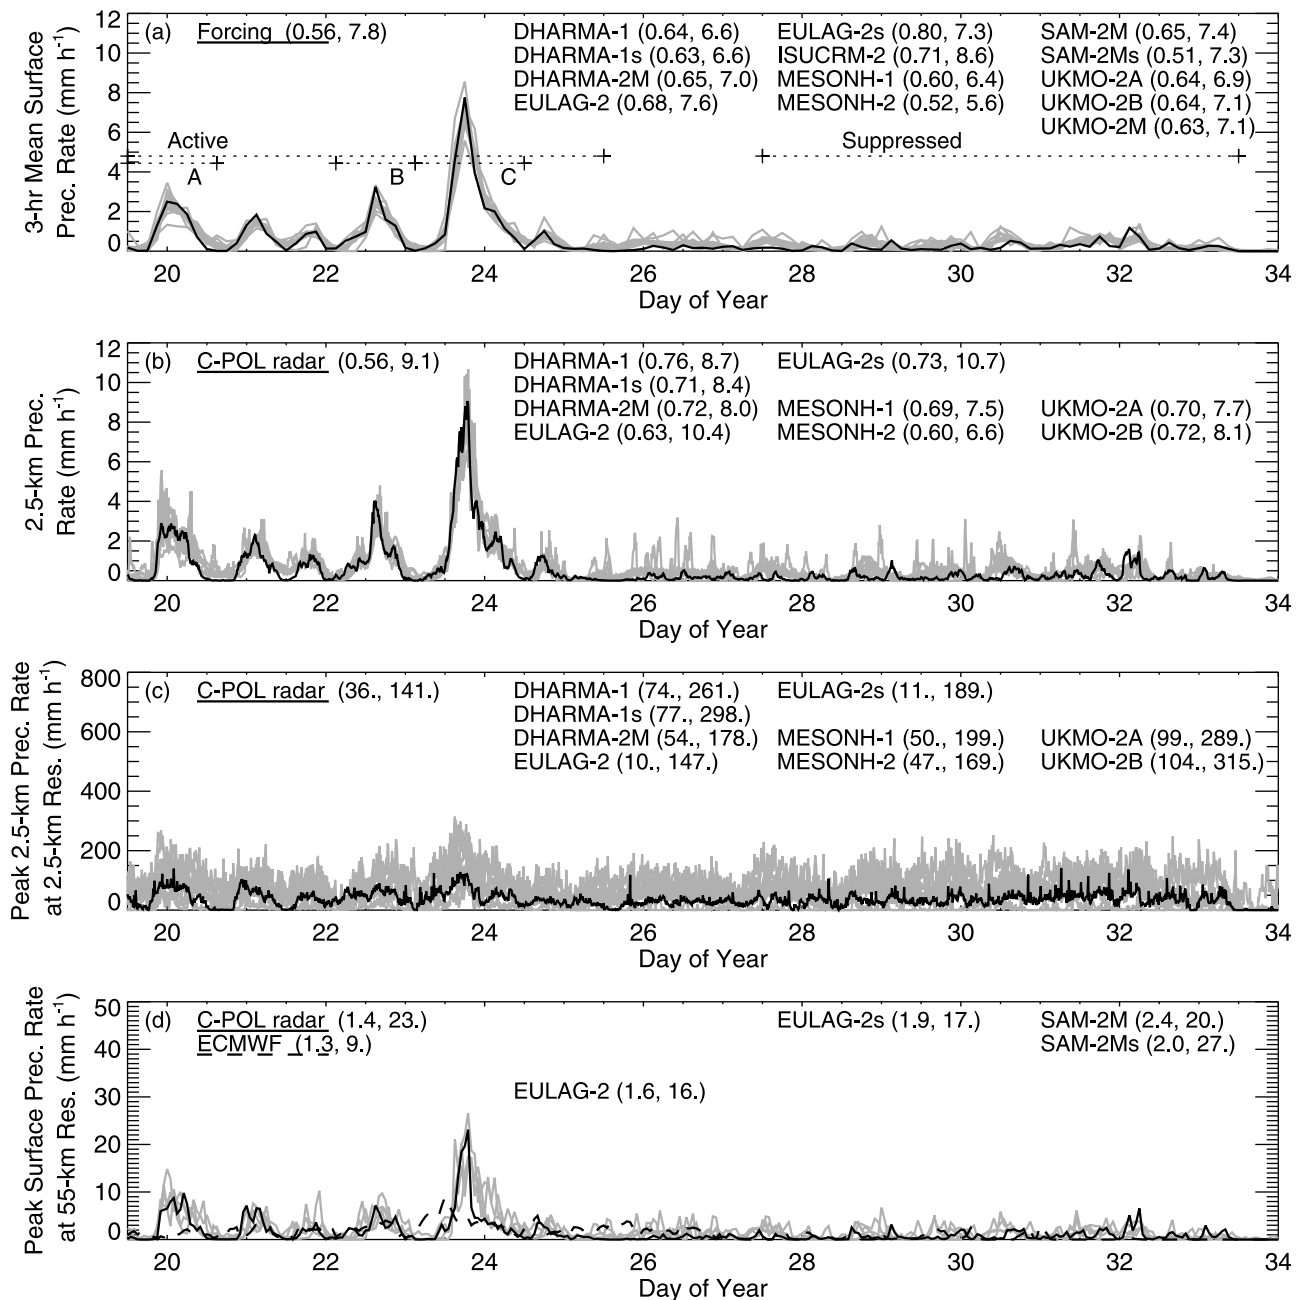 (a) Forcing (0.56, 7.8) DHARMA-1 (0.64, 6.6) EULAG-2s (0.80, 7.3) SAM-2M (0.65, 7.4)
DHARMA-1s (0.63, 6.6) ISUCRM-2 (0.71, 8.6) SAM-2Ms (0.51, 7.3)
DHARMA-2M (0.65, 7.0) MESONH-1 (0.60, 6.4) UKMO-2A (0.64, 6.9)
EULAG-2 (0.68, 7.6) MESONH-2 (0.52, 5.6) UKMO-2B (0.64, 7.1)
UKMO-2M (0.63, 7.1)
Active Suppressed
A B C
3-hr Mean Surface
Prec. Rate (mm h⁻¹)
12
10
8
6
4
2
0
20 22 24 26 28 30 32 34
Day of Year
(b) C-POL radar (0.56, 9.1) DHARMA-1 (0.76, 8.7) EULAG-2s (0.73, 10.7)
DHARMA-1s (0.71, 8.4)
DHARMA-2M (0.72, 8.0) MESONH-1 (0.69, 7.5) UKMO-2A (0.70, 7.7)
EULAG-2 (0.63, 10.4) MESONH-2 (0.60, 6.6) UKMO-2B (0.72, 8.1)
2.5-km Prec.
Rate (mm h⁻¹)
12
10
8
6
4
2
0
20 22 24 26 28 30 32 34
Day of Year
(c) C-POL radar (36., 141.) DHARMA-1 (74., 261.) EULAG-2s (11., 189.)
DHARMA-1s (77., 298.)
DHARMA-2M (54., 178.) MESONH-1 (50., 199.) UKMO-2A (99., 289.)
EULAG-2 (10., 147.) MESONH-2 (47., 169.) UKMO-2B (104., 315.)
Peak 2.5-km Prec. Rate
at 2.5-km Res. (mm h⁻¹)
800
600
400
200
0
20 22 24 26 28 30 32 34
Day of Year
(d) C-POL radar (1.4, 23.) EULAG-2s (1.9, 17.) SAM-2M (2.4, 20.)
ECMWF (1.3, 9.) SAM-2Ms (2.0, 27.)
EULAG-2 (1.6, 16.)
Peak Surface Prec. Rate
at 55-km Res. (mm h⁻¹)
50
40
30
20
10
0
20 22 24 26 28 30 32 34
Day of Year